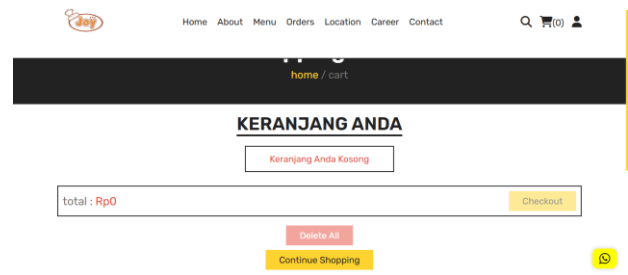 Joy
Home About Menu Orders Location Career Contact
(0)
home / cart
KERANJANG ANDA
Keranjang Anda Kosong
total : Rp0
Checkout
Delete All
Continue Shopping